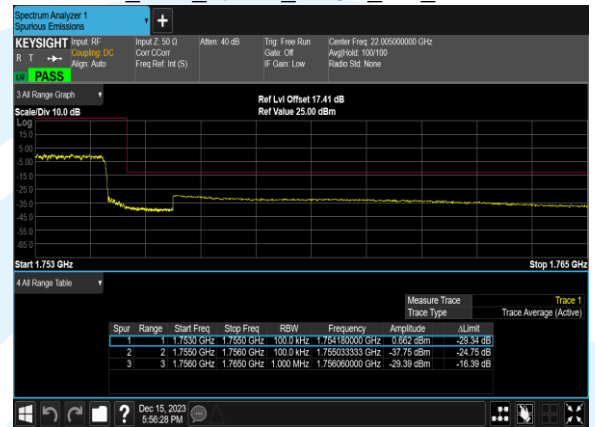 Spectrum Analyzer 1
Spurious Emissions
KEYSIGHT Input: RF Input Z: 50 Ω Atten: 40 dB Trig: Free Run Center Freq: 22.005000000 GHz
R T Coupling: DC Corr CCorr Gate: Off Avg|Hold: 100/100
Align: Auto Freq Ref: Int (S) IF Gain: Low Radio Std: None
LV PASS
3 All Range Graph
Ref Lvl Offset 17.41 dB
Scale/Div 10.0 dB Ref Value 25.00 dBm
Log
15.0
5.00
-5.00
-15.0
-25.0
-35.0
-45.0
-55.0
-65.0
Start 1.753 GHz Stop 1.765 GHz
4 All Range Table
Measure Trace Trace 1
Trace Type Trace Average (Active)
Spur Range Start Freq Stop Freq RBW Frequency Amplitude ΔLimit
1 1 1.7530 GHz 1.7550 GHz 100.0 kHz 1.754180000 GHz 0.662 dBm -29.34 dB
2 2 1.7550 GHz 1.7560 GHz 100.0 kHz 1.755033333 GHz -37.75 dBm -24.75 dB
3 3 1.7560 GHz 1.7650 GHz 1.000 MHz 1.756060000 GHz -29.39 dBm -16.39 dB
Dec 15, 2023
5:56:28 PM